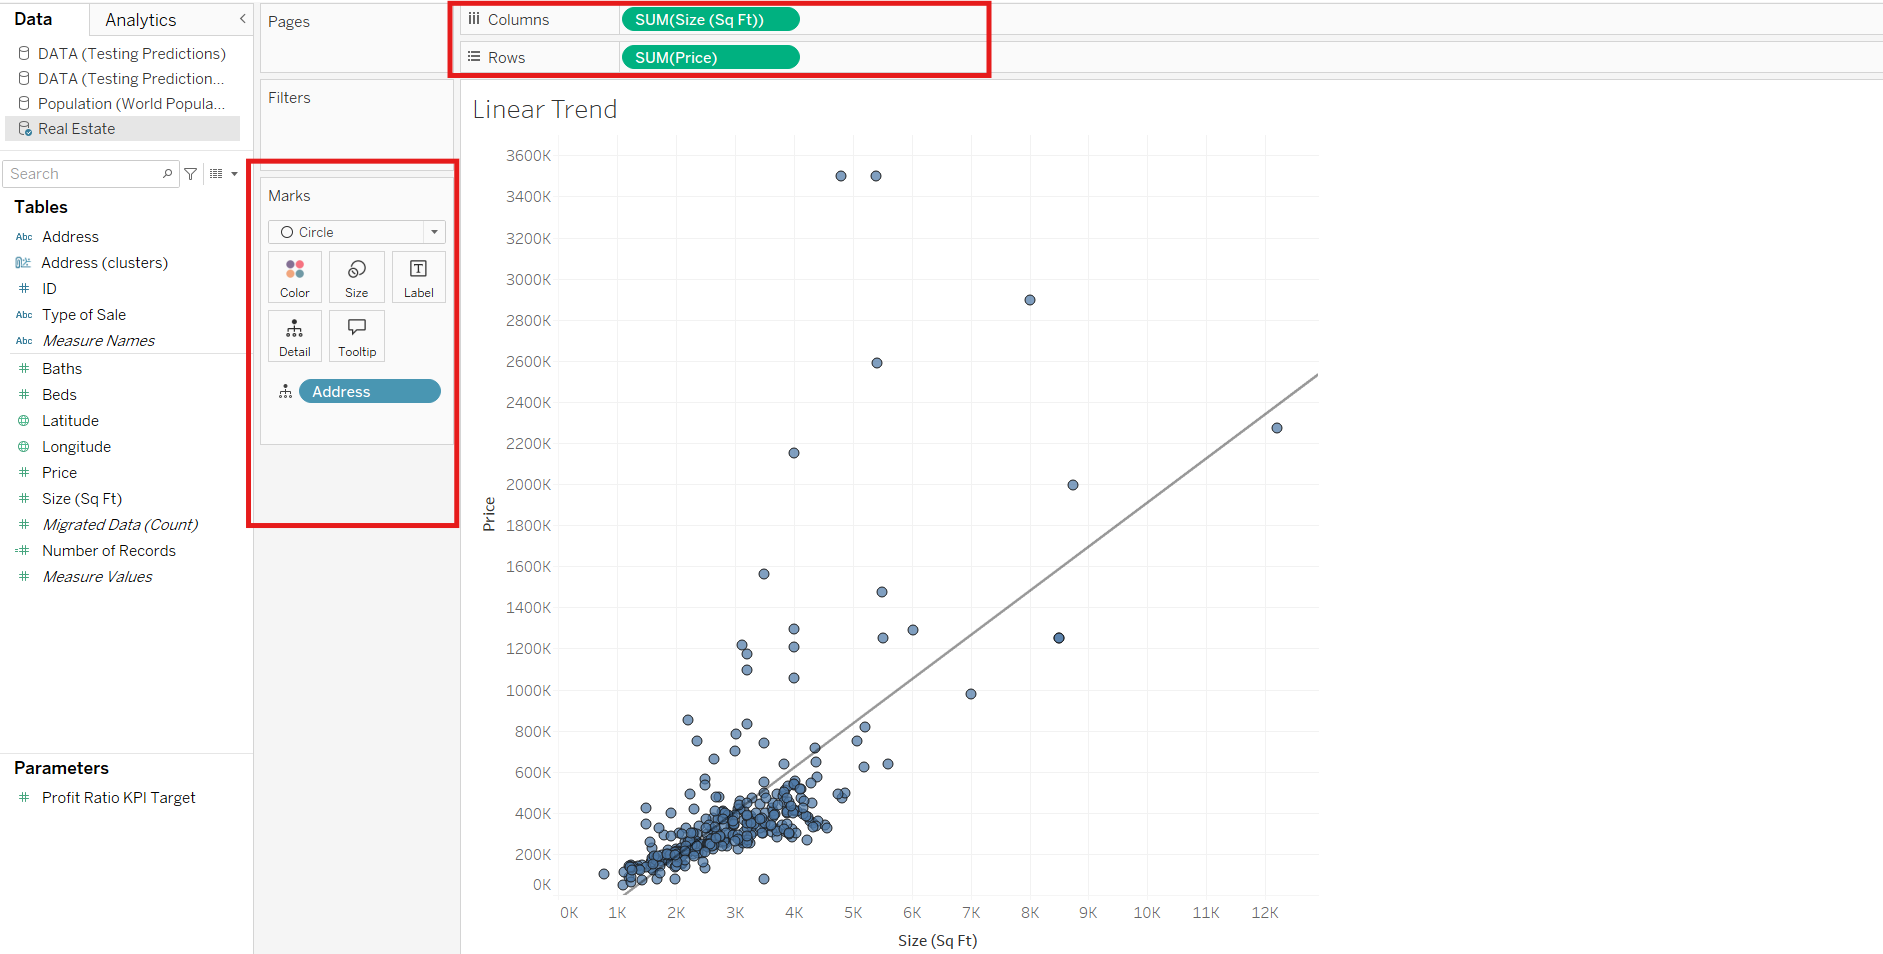 Data
Analytics
DATA (Testing Predictions)
DATA (Testing Prediction...
Population (World Popula...
Real Estate
Search
Tables
Abc Address
Address (clusters)
ID
Abc Type of Sale
Abc Measure Names
Baths
Beds
Latitude
Longitude
Price
Size (Sq Ft)
Migrated Data (Count)
Number of Records
Measure Values
Parameters
Profit Ratio KPI Target
Pages
Filters
Marks
Circle
Color Size Label
Detail Tooltip
Address
Columns SUM(Size (Sq Ft))
Rows SUM(Price)
Linear Trend
3600K
3400K
3200K
3000K
2800K
2600K
2400K
2200K
2000K
1800K
1600K
1400K
1200K
1000K
800K
600K
400K
200K
0K
Price
0K 1K 2K 3K 4K 5K 6K 7K 8K 9K 10K 11K 12K
Size (Sq Ft)